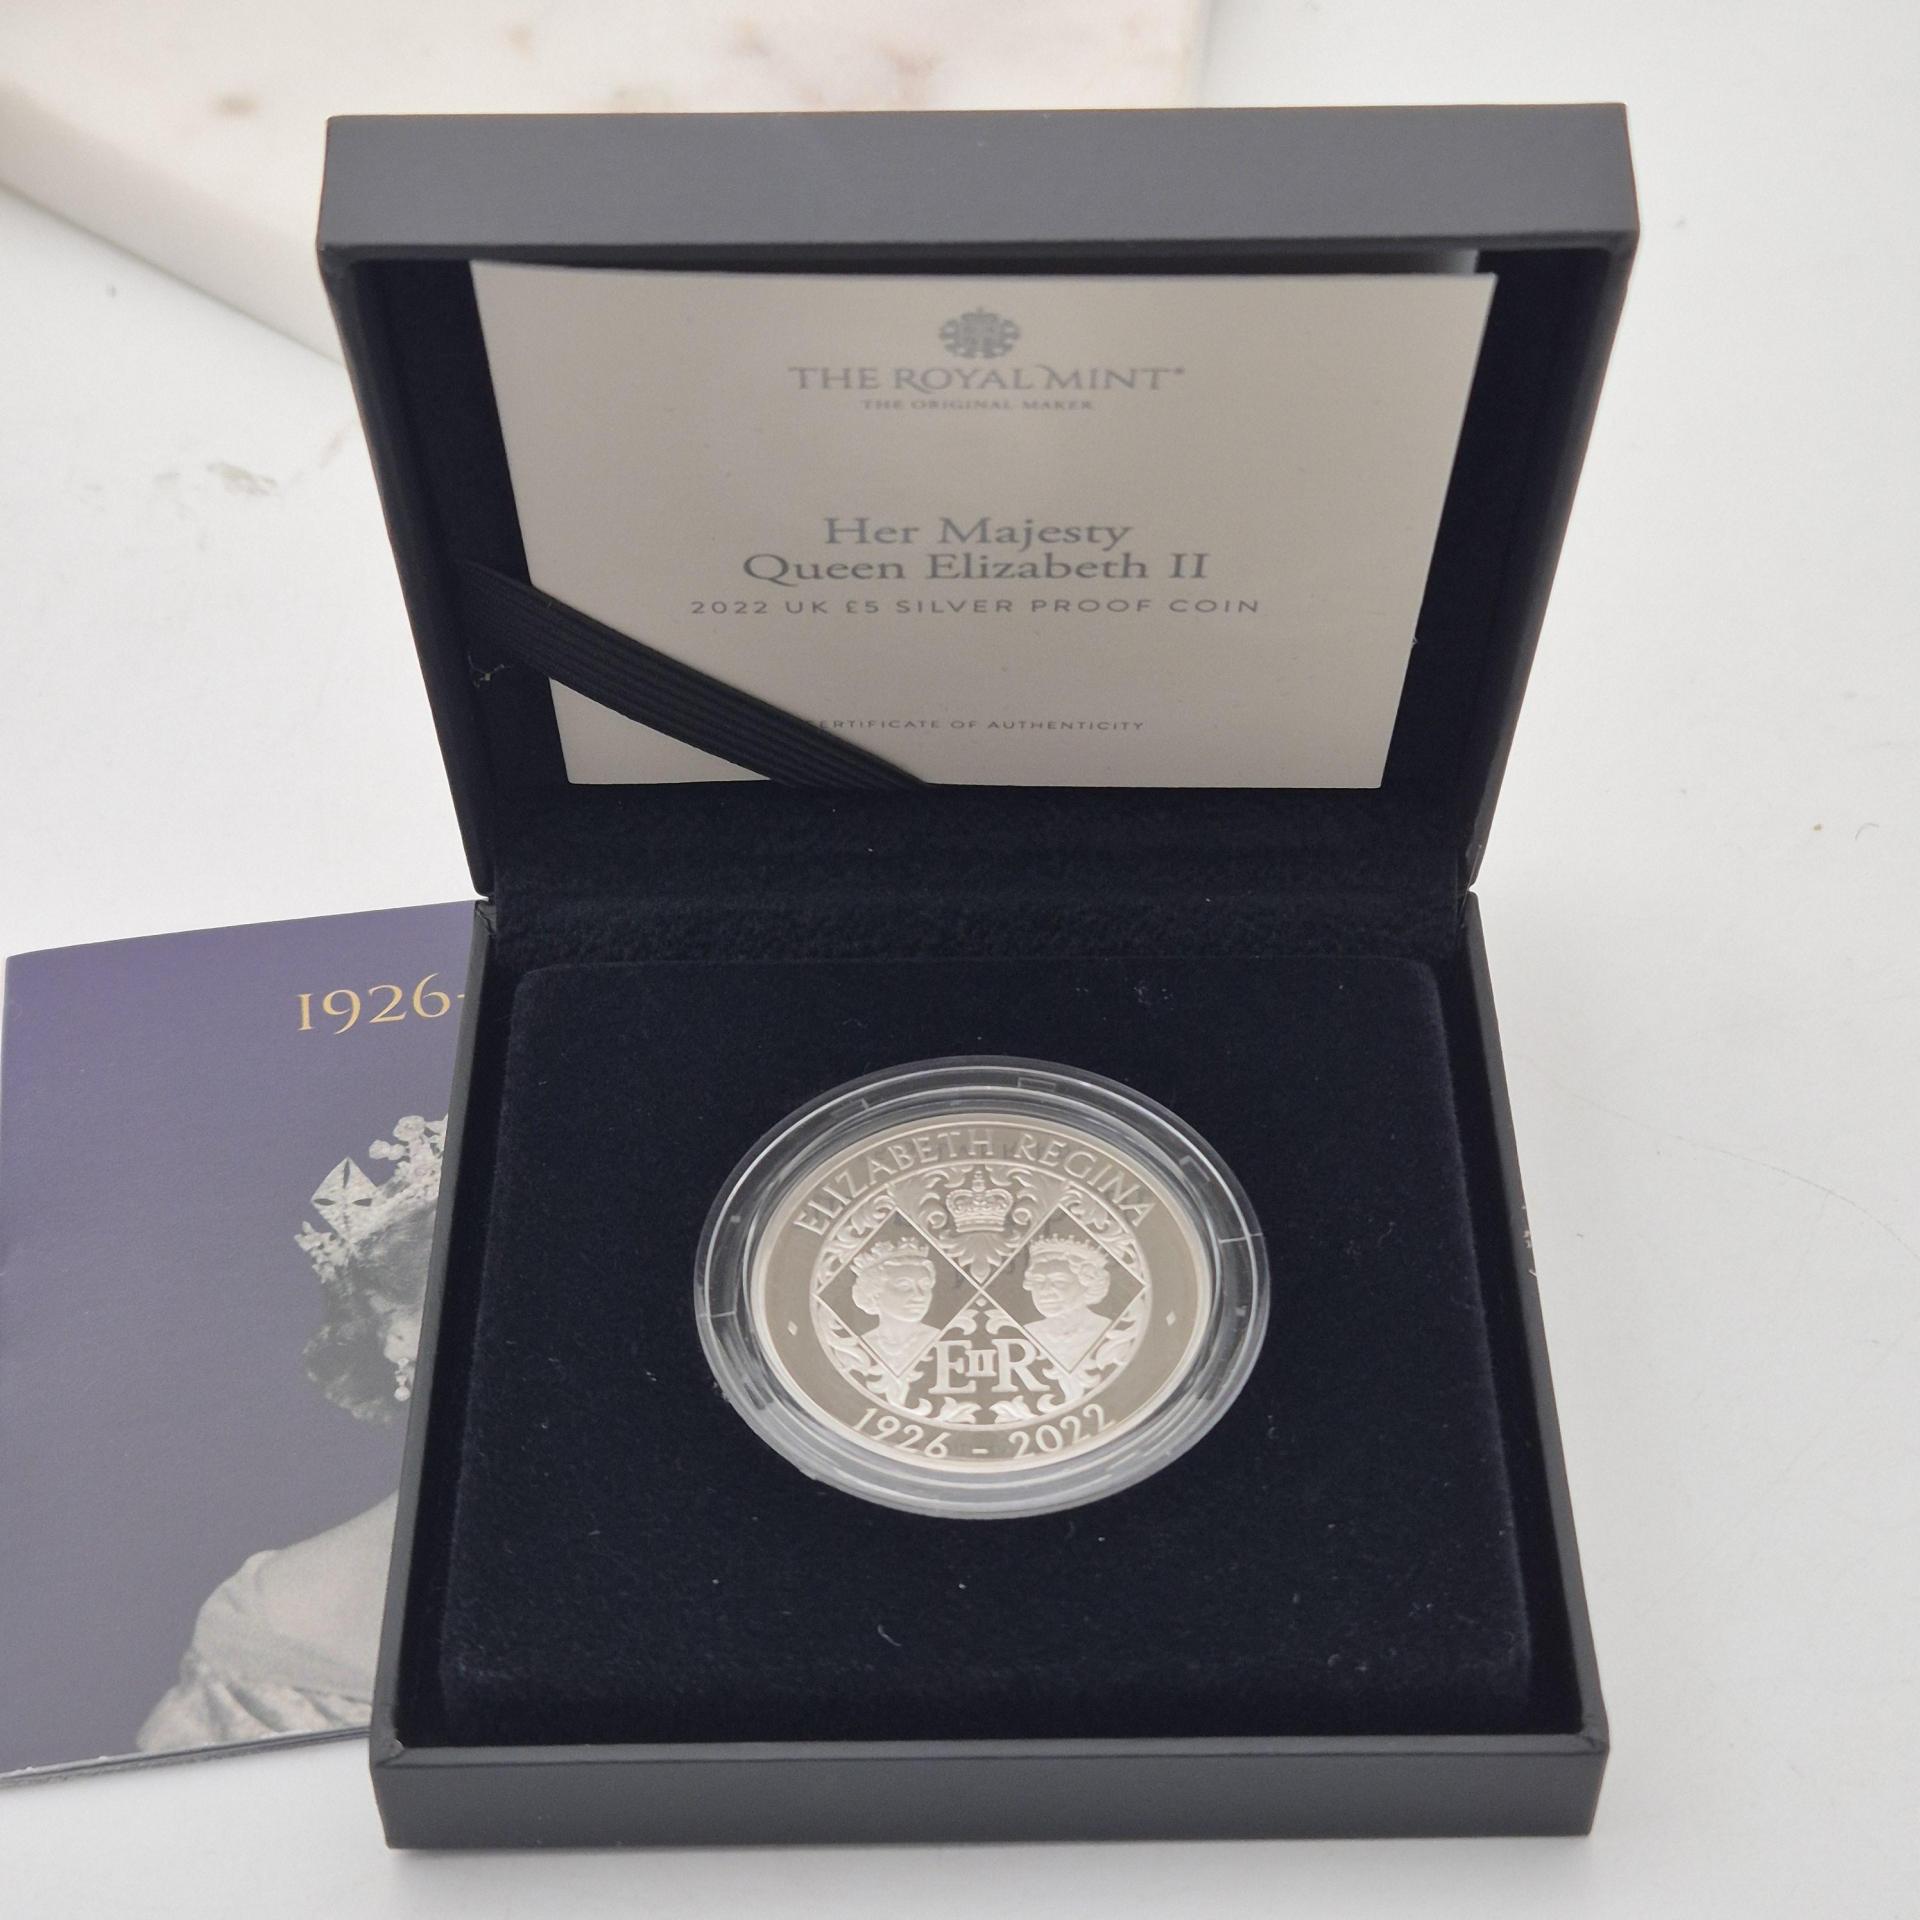 THE ROYAL MINT®
THE ORIGINAL MAKER
Her Majesty
Queen Elizabeth II
2022 UK £5 SILVER PROOF COIN
ERTIFICATE OF AUTHENTICITY
1926-
ELIZABETH REGINA
EIIR
1926 - 2022